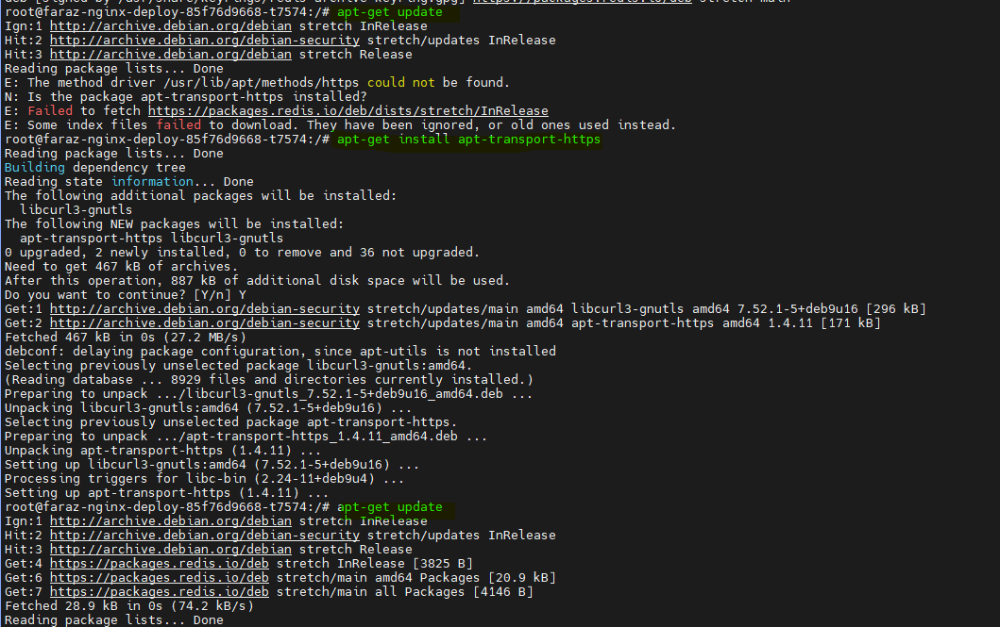 deb [signed-by=/usr/share/keyrings/redis-archive-keyring.gpg] https://packages.redis.io/deb stretch main
root@faraz-nginx-deploy-85f76d9668-t7574:/# apt-get update
Ign:1 http://archive.debian.org/debian stretch InRelease
Hit:2 http://archive.debian.org/debian-security stretch/updates InRelease
Hit:3 http://archive.debian.org/debian stretch Release
Reading package lists... Done
E: The method driver /usr/lib/apt/methods/https could not be found.
N: Is the package apt-transport-https installed?
E: Failed to fetch https://packages.redis.io/deb/dists/stretch/InRelease
E: Some index files failed to download. They have been ignored, or old ones used instead.
root@faraz-nginx-deploy-85f76d9668-t7574:/# apt-get install apt-transport-https
Reading package lists... Done
Building dependency tree
Reading state information... Done
The following additional packages will be installed:
  libcurl3-gnutls
The following NEW packages will be installed:
  apt-transport-https libcurl3-gnutls
0 upgraded, 2 newly installed, 0 to remove and 36 not upgraded.
Need to get 467 kB of archives.
After this operation, 887 kB of additional disk space will be used.
Do you want to continue? [Y/n] Y
Get:1 http://archive.debian.org/debian-security stretch/updates/main amd64 libcurl3-gnutls amd64 7.52.1-5+deb9u16 [296 kB]
Get:2 http://archive.debian.org/debian-security stretch/updates/main amd64 apt-transport-https amd64 1.4.11 [171 kB]
Fetched 467 kB in 0s (27.2 MB/s)
debconf: delaying package configuration, since apt-utils is not installed
Selecting previously unselected package libcurl3-gnutls:amd64.
(Reading database ... 8929 files and directories currently installed.)
Preparing to unpack .../libcurl3-gnutls_7.52.1-5+deb9u16_amd64.deb ...
Unpacking libcurl3-gnutls:amd64 (7.52.1-5+deb9u16) ...
Selecting previously unselected package apt-transport-https.
Preparing to unpack .../apt-transport-https_1.4.11_amd64.deb ...
Unpacking apt-transport-https (1.4.11) ...
Setting up libcurl3-gnutls:amd64 (7.52.1-5+deb9u16) ...
Processing triggers for libc-bin (2.24-11+deb9u4) ...
Setting up apt-transport-https (1.4.11) ...
root@faraz-nginx-deploy-85f76d9668-t7574:/# apt-get update
Ign:1 http://archive.debian.org/debian stretch InRelease
Hit:2 http://archive.debian.org/debian-security stretch/updates InRelease
Hit:3 http://archive.debian.org/debian stretch Release
Get:4 https://packages.redis.io/deb stretch InRelease [3825 B]
Get:6 https://packages.redis.io/deb stretch/main amd64 Packages [20.9 kB]
Get:7 https://packages.redis.io/deb stretch/main all Packages [4146 B]
Fetched 28.9 kB in 0s (74.2 kB/s)
Reading package lists... Done